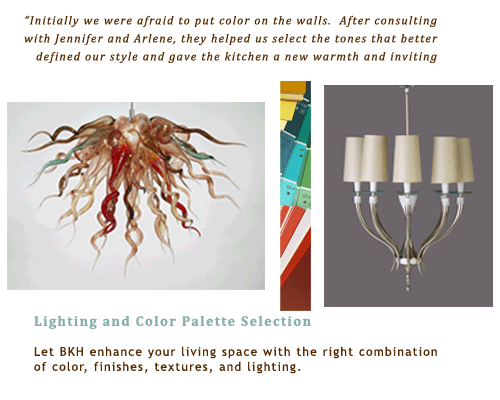 "Initially we were afraid to put color on the walls.  After consulting
with Jennifer and Arlene, they helped us select the tones that better
defined our style and gave the kitchen a new warmth and inviting
Lighting and Color Palette Selection
Let BKH enhance your living space with the right combination
of color, finishes, textures, and lighting.